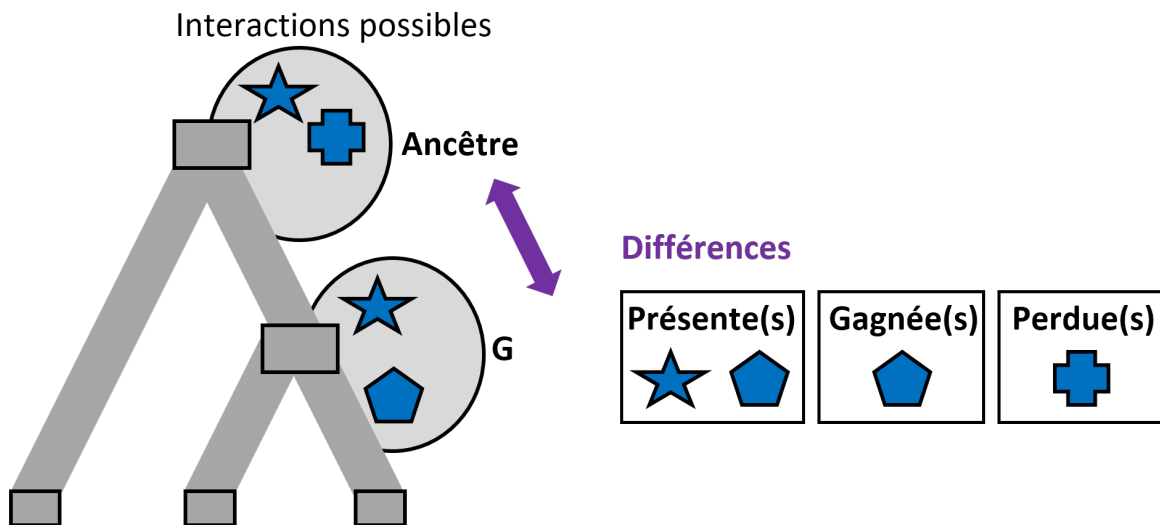 Interactions possibles
Ancêtre
Différences
Présente(s)
Gagnée(s)
Perdue(s)
G